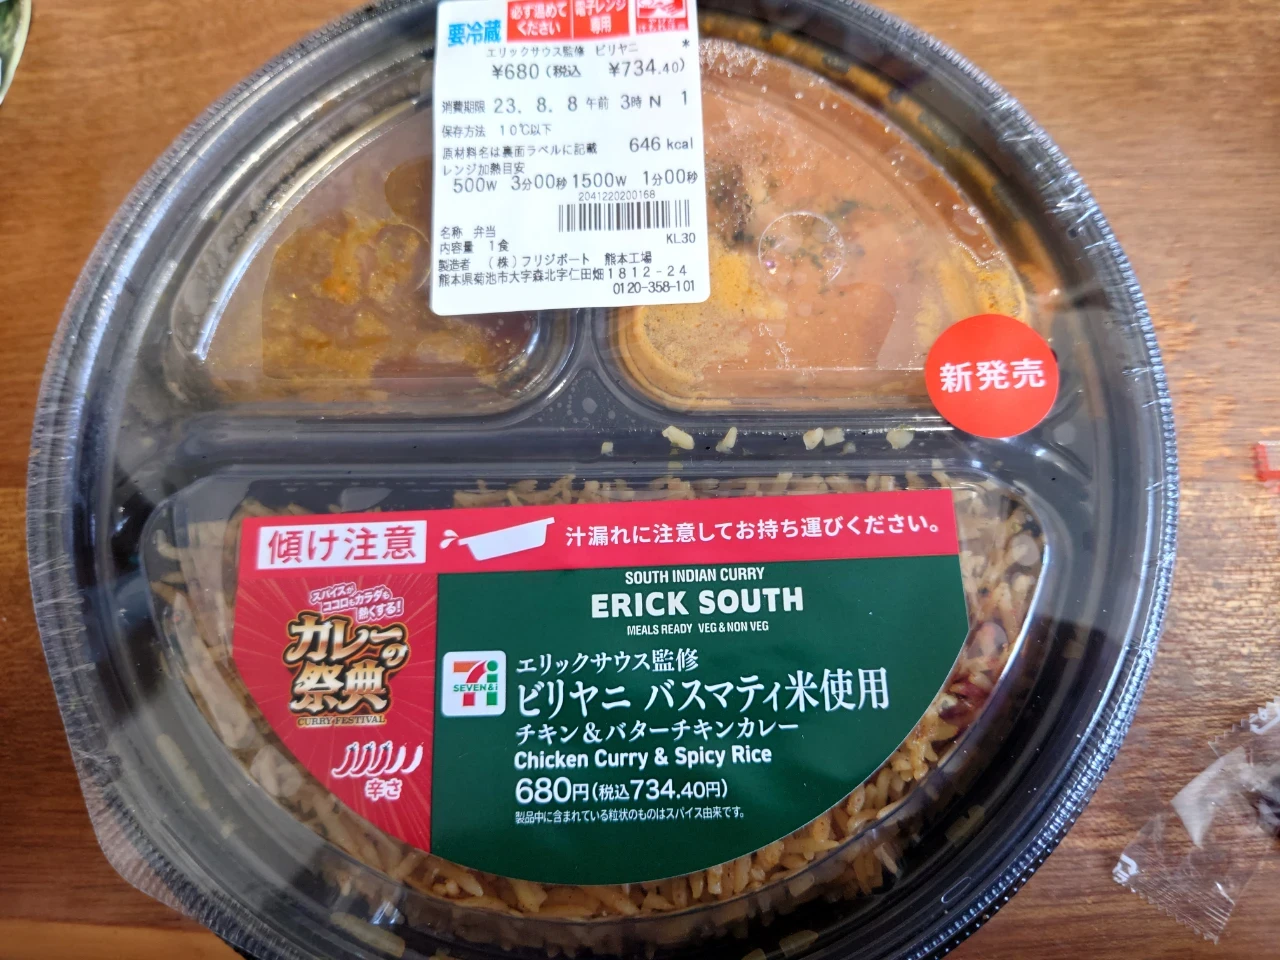 要冷蔵
必ず温めて
ください
電子レンジ
専用
エリックサウス監修 ビリヤニ *
¥680(税込 ¥734.40)
消費期限 23. 8. 8 午前 3時 N 1
保存方法 10℃以下
原材料名は裏面ラベルに記載 646 kcal
レンジ加熱目安
500W 3分00秒 1500W 1分00秒
2041220200168
KL30
名称 弁当
内容量 1食
製造者 (株)フリジポート 熊本工場
熊本県菊池市大字森北字仁田畑1812-24
0120-358-101
新発売
傾け注意
汁漏れに注意してお持ち運びください。
スパイスが
ココロもカラダも
熱くする!
カレーの
祭典
CURRY FESTIVAL
辛さ
SOUTH INDIAN CURRY
ERICK SOUTH
MEALS READY VEG & NON VEG
SEVEN&i
エリックサウス監修
ビリヤニ バスマティ米使用
チキン&バターチキンカレー
Chicken Curry & Spicy Rice
680円(税込734.40円)
製品中に含まれている粒状のものはスパイス由来です。